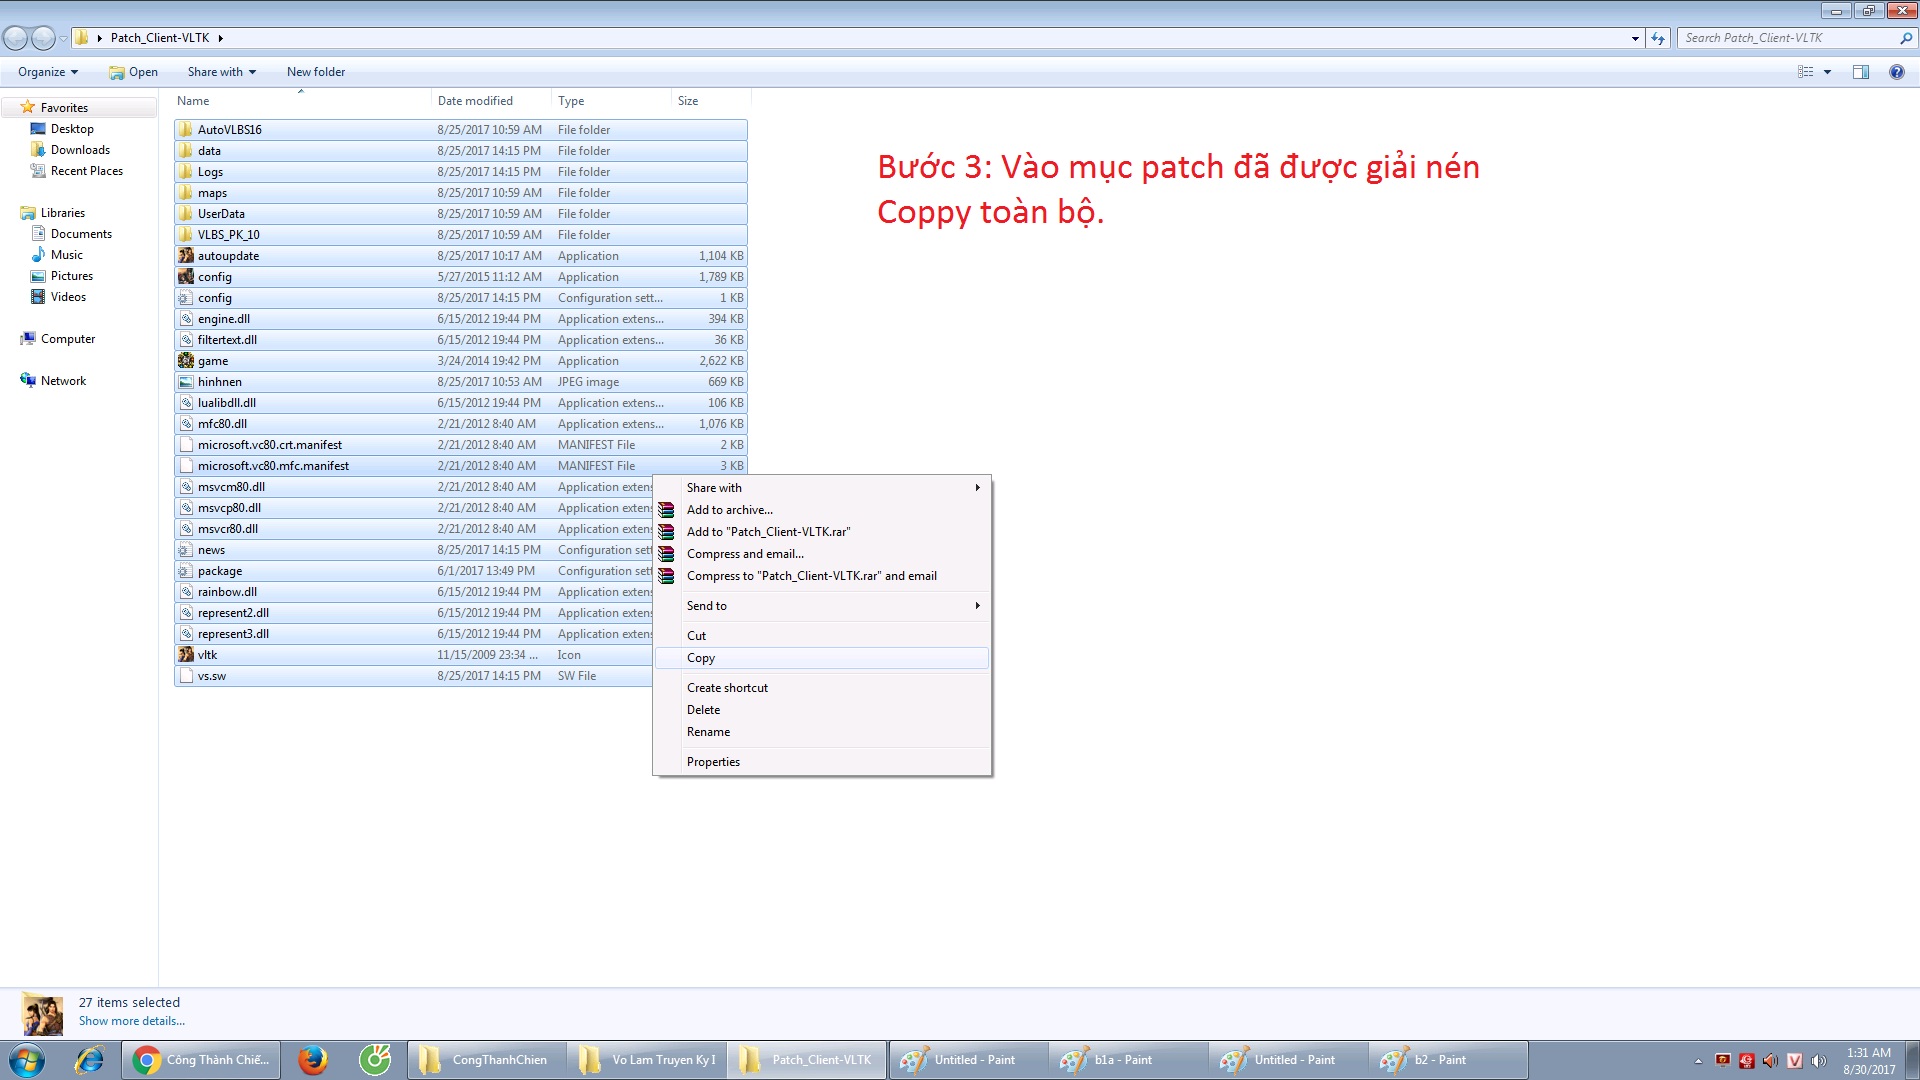 Patch_Client-VLTK
Search Patch_Client-VLTK
Organize Open Share with New folder
Name Date modified Type Size
Favorites
Desktop
Downloads
Recent Places
Libraries
Documents
Music
Pictures
Videos
Computer
Network
AutoVLBS16 8/25/2017 10:59 AM File folder
data 8/25/2017 14:15 PM File folder
Logs 8/25/2017 14:15 PM File folder
maps 8/25/2017 10:59 AM File folder
UserData 8/25/2017 10:59 AM File folder
VLBS_PK_10 8/25/2017 10:59 AM File folder
autoupdate 8/25/2017 10:17 AM Application 1,104 KB
config 5/27/2015 11:12 AM Application 1,789 KB
config 8/25/2017 14:15 PM Configuration sett... 1 KB
engine.dll 6/15/2012 19:44 PM Application extens... 394 KB
filtertext.dll 6/15/2012 19:44 PM Application extens... 36 KB
game 3/24/2014 19:42 PM Application 2,622 KB
hinhnen 8/25/2017 10:53 AM JPEG image 669 KB
lualibdll.dll 6/15/2012 19:44 PM Application extens... 106 KB
mfc80.dll 2/21/2012 8:40 AM Application extens... 1,076 KB
microsoft.vc80.crt.manifest 2/21/2012 8:40 AM MANIFEST File 2 KB
microsoft.vc80.mfc.manifest 2/21/2012 8:40 AM MANIFEST File 3 KB
msvcm80.dll 2/21/2012 8:40 AM Application extens
msvcp80.dll 2/21/2012 8:40 AM Application extens
msvcr80.dll 2/21/2012 8:40 AM Application extens
news 8/25/2017 14:15 PM Configuration sett
package 6/1/2017 13:49 PM Configuration sett
rainbow.dll 6/15/2012 19:44 PM Application extens
represent2.dll 6/15/2012 19:44 PM Application extens
represent3.dll 6/15/2012 19:44 PM Application extens
vltk 11/15/2009 23:34 ... Icon
vs.sw 8/25/2017 14:15 PM SW File
Bước 3: Vào mục patch đã được giải nén
Coppy toàn bộ.
Share with
Add to archive...
Add to "Patch_Client-VLTK.rar"
Compress and email...
Compress to "Patch_Client-VLTK.rar" and email
Send to
Cut
Copy
Create shortcut
Delete
Rename
Properties
27 items selected
Show more details...
Công Thành Chiế... CongThanhChien Vo Lam Truyen Ky I Patch_Client-VLTK Untitled - Paint b1a - Paint Untitled - Paint b2 - Paint
1:31 AM
8/30/2017